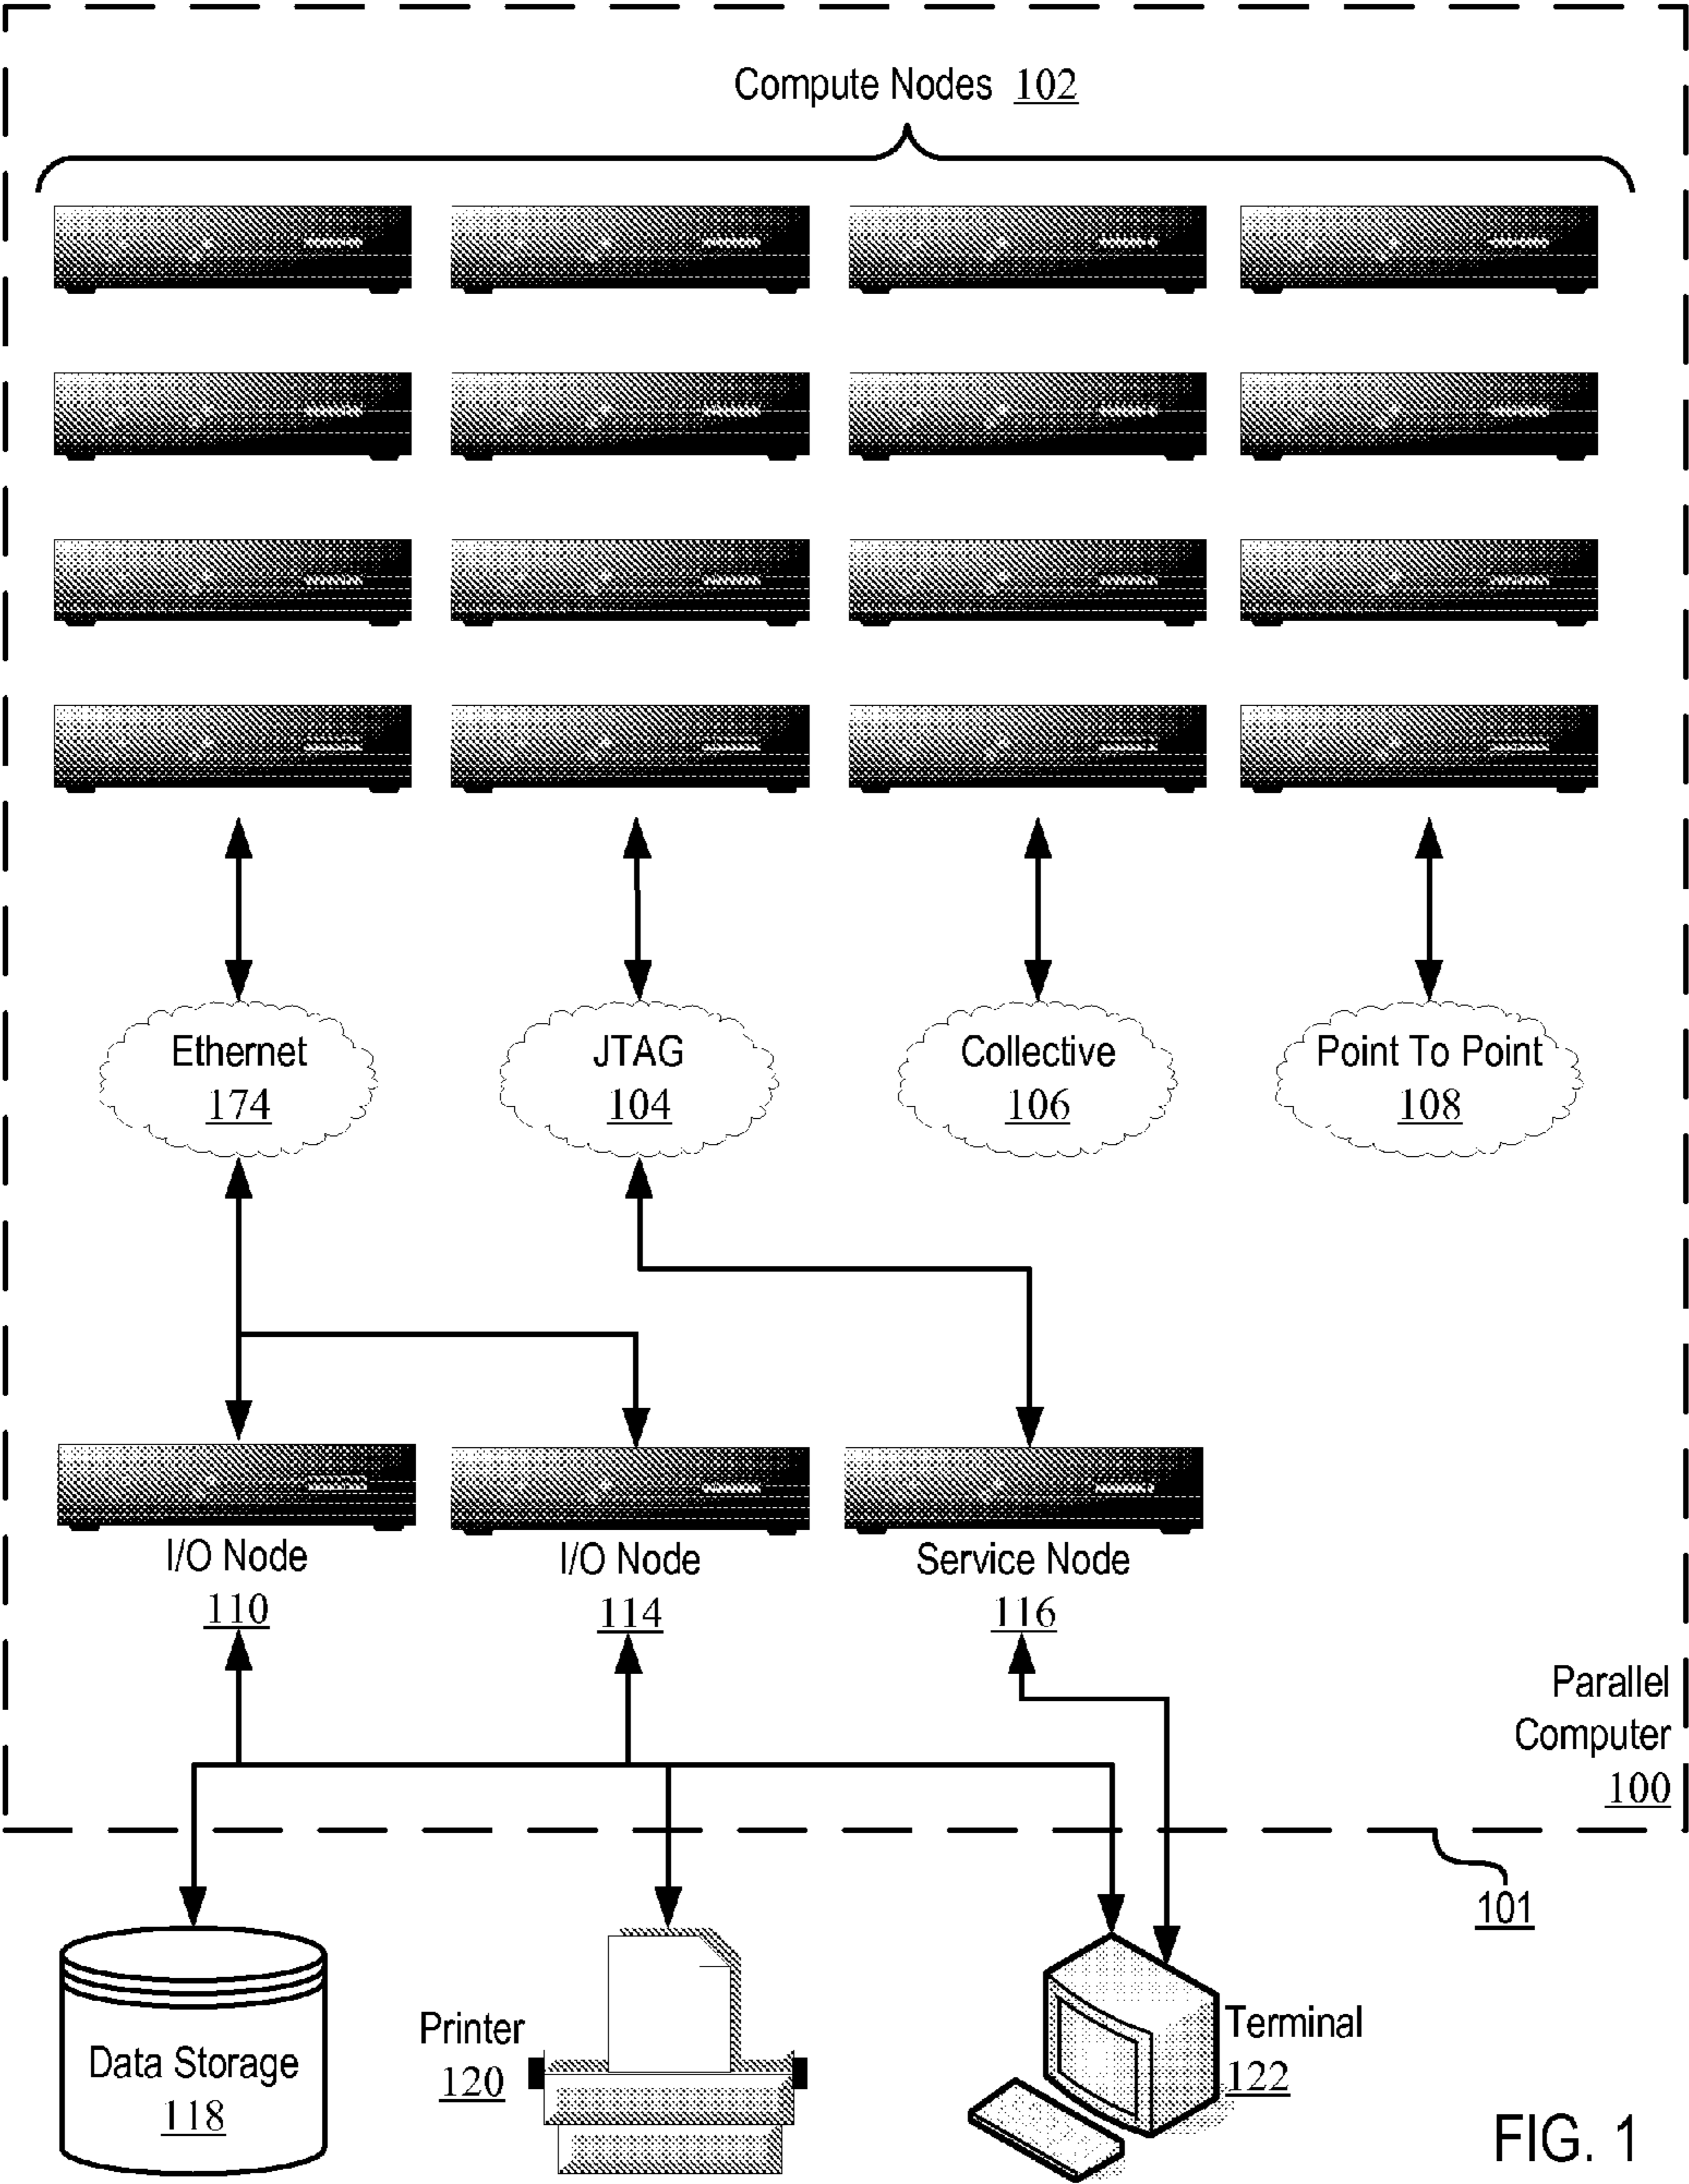 Compute Nodes 102
Ethernet
174
JTAG
104
Collective
106
Point To Point
108
I/O Node
110
I/O Node
114
Service Node
116
Parallel
Computer
100
101
Data Storage
118
Printer
120
Terminal
122
FIG. 1